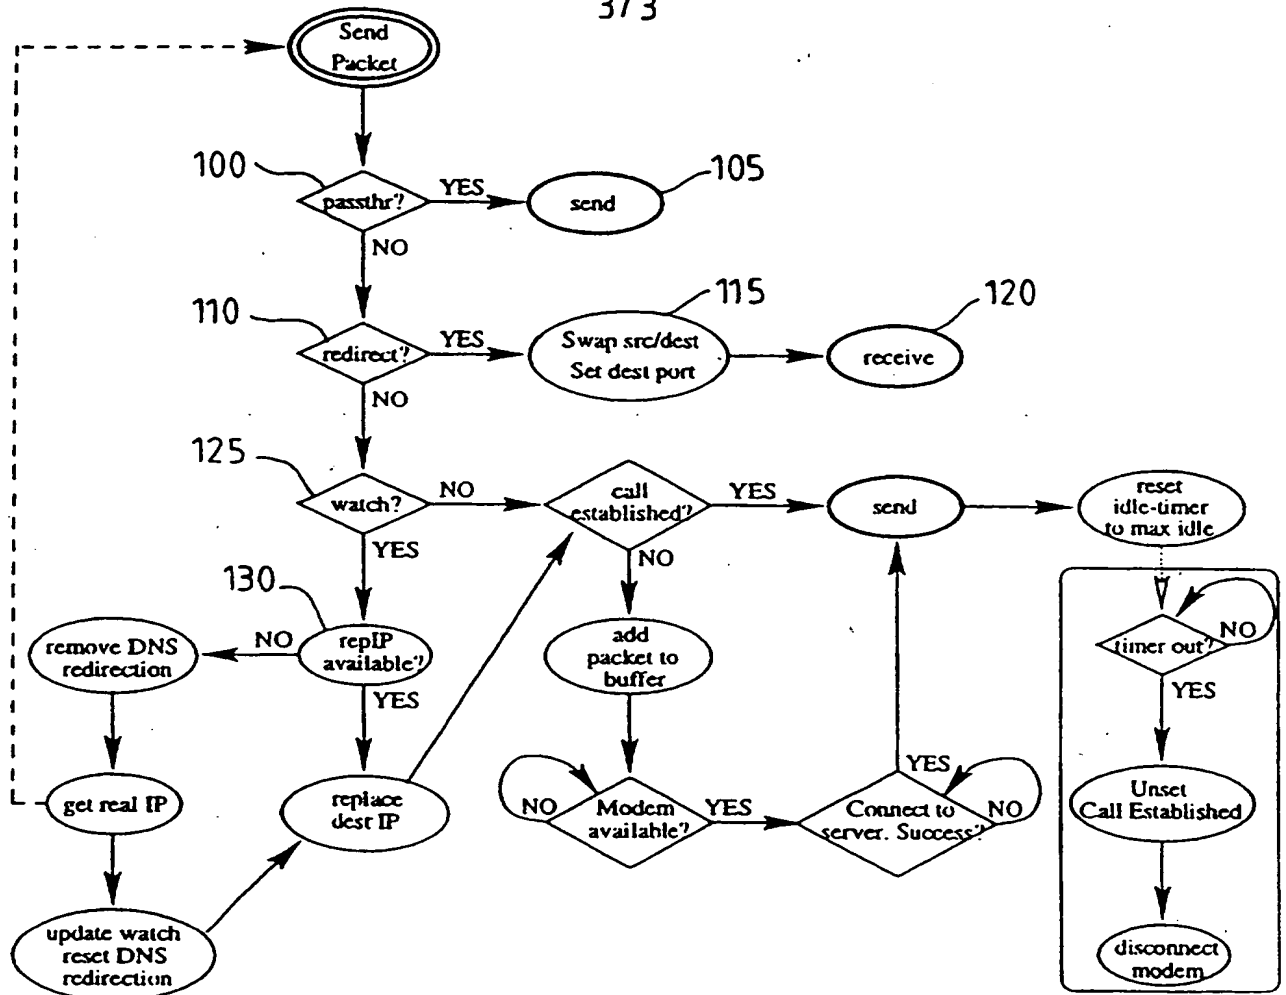 3/3
Send
Packet
100
passthr?
YES
send
105
NO
110
redirect?
YES
115
Swap src/dest
Set dest port
120
receive
NO
125
watch?
NO
call
established?
YES
send
reset
idle-timer
to max idle
YES
NO
130
repIP
available?
NO
remove DNS
redirection
YES
add
packet to
buffer
timer out?
NO
YES
get real IP
replace
dest IP
NO
Modem
available?
YES
YES
Connect to
server. Success?
NO
Unset
Call Established
update watch
reset DNS
redirection
disconnect
modem